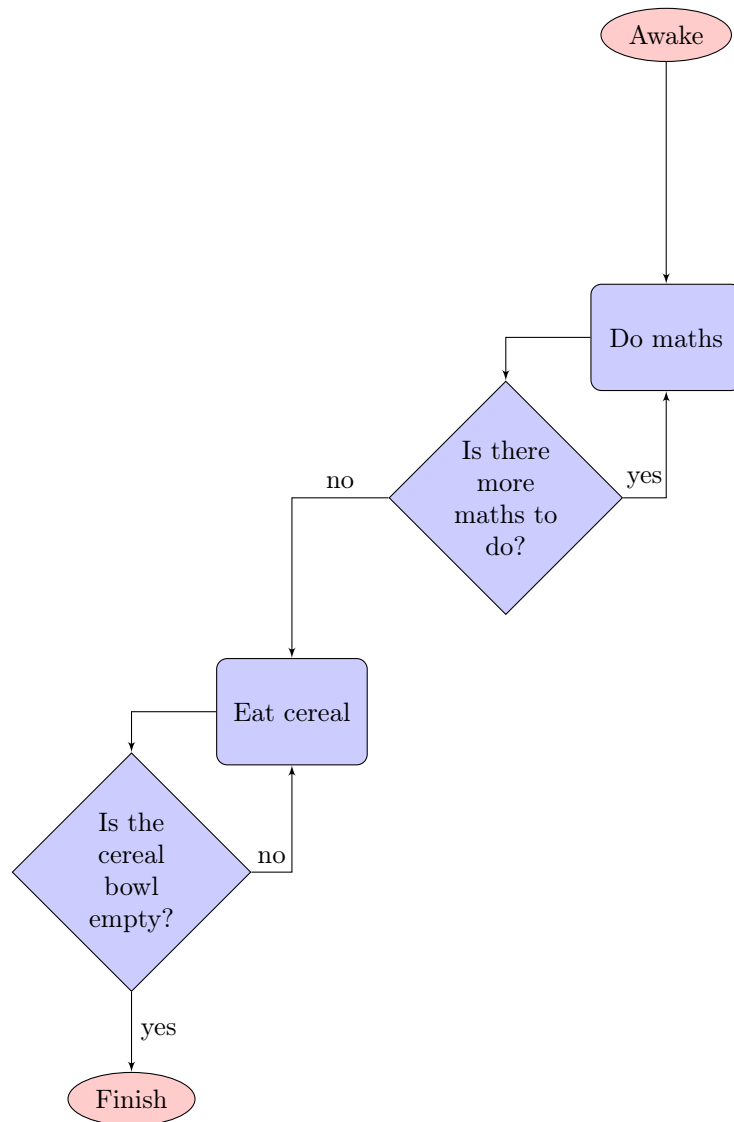 Awake
Do maths
Is there
more
maths to
do?
yes
no
Eat cereal
Is the
cereal
bowl
empty?
no
yes
Finish